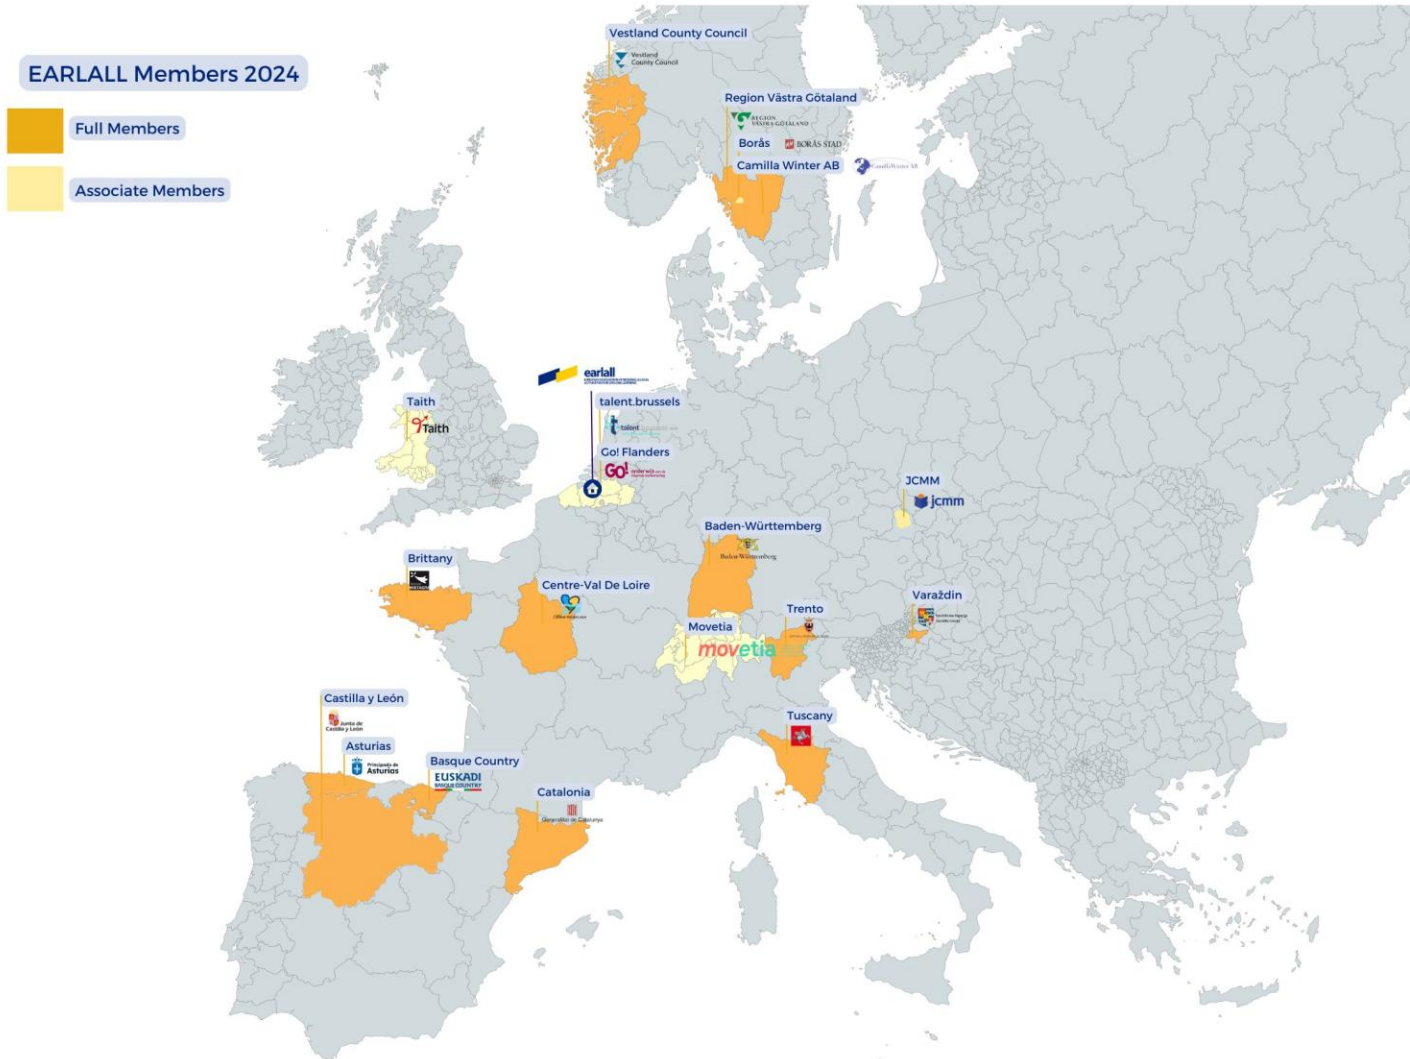 EARLALL Members 2024
Full Members
Associate Members
Vestland County Council
Vestland
County Council
Region Västra Götaland
REGION
VÄSTRA GÖTALAND
Borås
BORÅS STAD
Camilla Winter AB
CamillaWinter AB
earlall
talent.brussels
talent
Go! Flanders
GO!
Taith
Taith
JCMM
jcmm
Baden-Württemberg
Baden-Württemberg
Brittany
Centre-Val De Loire
Trento
Varaždin
Movetia
movetia
Castilla y León
Junta de
Castilla y León
Asturias
Principado de
Asturias
Basque Country
EUSKADI
BASQUE COUNTRY
Catalonia
Generalitat de Catalunya
Tuscany